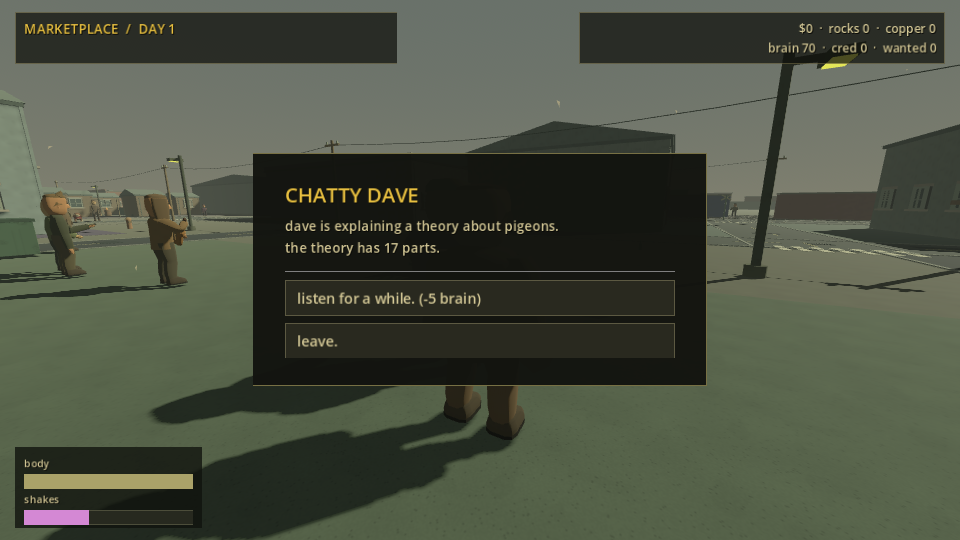 MARKETPLACE / DAY 1
$0 · rocks 0 · copper 0
brain 70 · cred 0 · wanted 0
CHATTY DAVE
dave is explaining a theory about pigeons.
the theory has 17 parts.
listen for a while. (-5 brain)
leave.
body
shakes